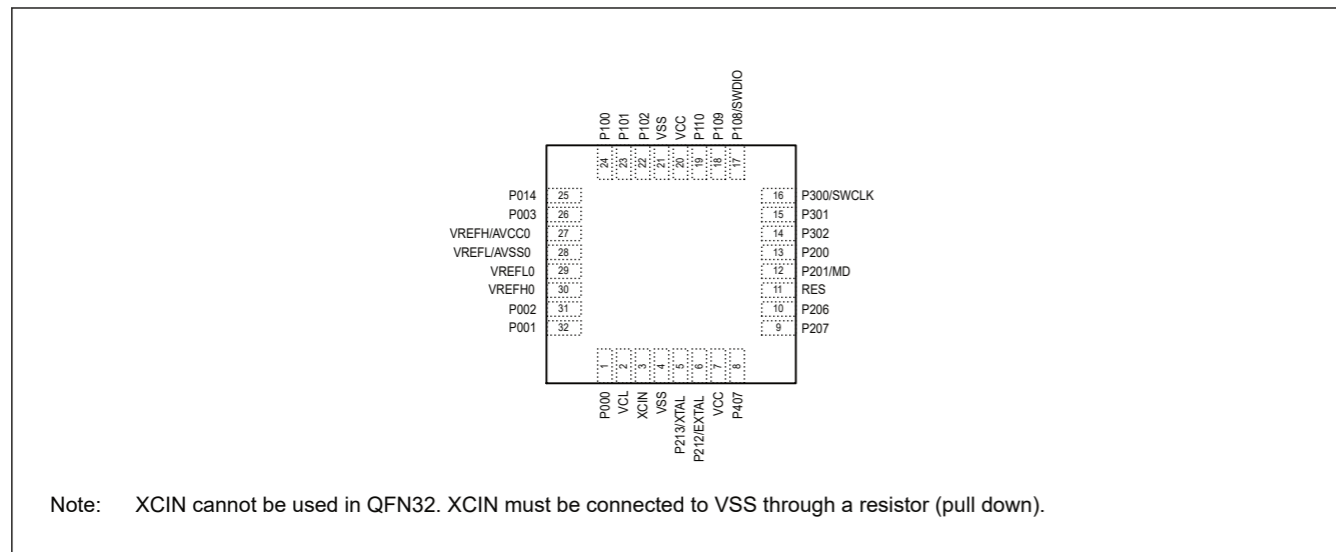 P100
P101
P102
VSS
VCC
P110
P109
P108/SWDIO
24
23
22
21
20
19
18
17
P014 25
P003 26
VREFH/AVCC0 27
VREFL/AVSS0 28
VREFL0 29
VREFH0 30
P002 31
P001 32
16 P300/SWCLK
15 P301
14 P302
13 P200
12 P201/MD
11 RES
10 P206
9 P207
1
2
3
4
5
6
7
8
P000
VCL
XCIN
VSS
P213/XTAL
P212/EXTAL
VCC
P407
Note: XCIN cannot be used in QFN32. XCIN must be connected to VSS through a resistor (pull down).